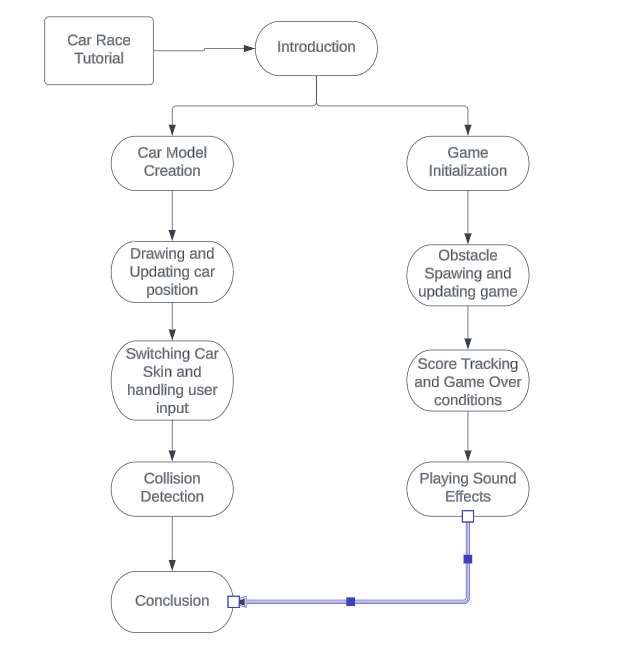 Car Race
Tutorial
Introduction
Car Model
Creation
Game
Initialization
Drawing and
Updating car
position
Obstacle
Spawing and
updating game
Switching Car
Skin and
handling user
input
Score Tracking
and Game Over
conditions
Collision
Detection
Playing Sound
Effects
Conclusion